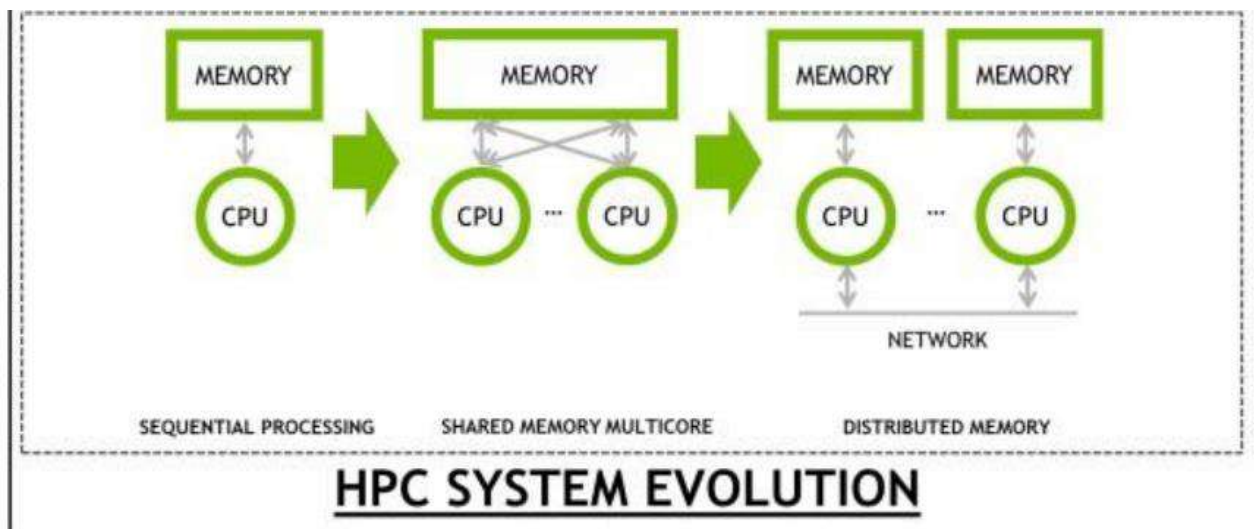 MEMORY
MEMORY
MEMORY
MEMORY
CPU
CPU
...
CPU
CPU
...
CPU
NETWORK
SEQUENTIAL PROCESSING
SHARED MEMORY MULTICORE
DISTRIBUTED MEMORY
HPC SYSTEM EVOLUTION